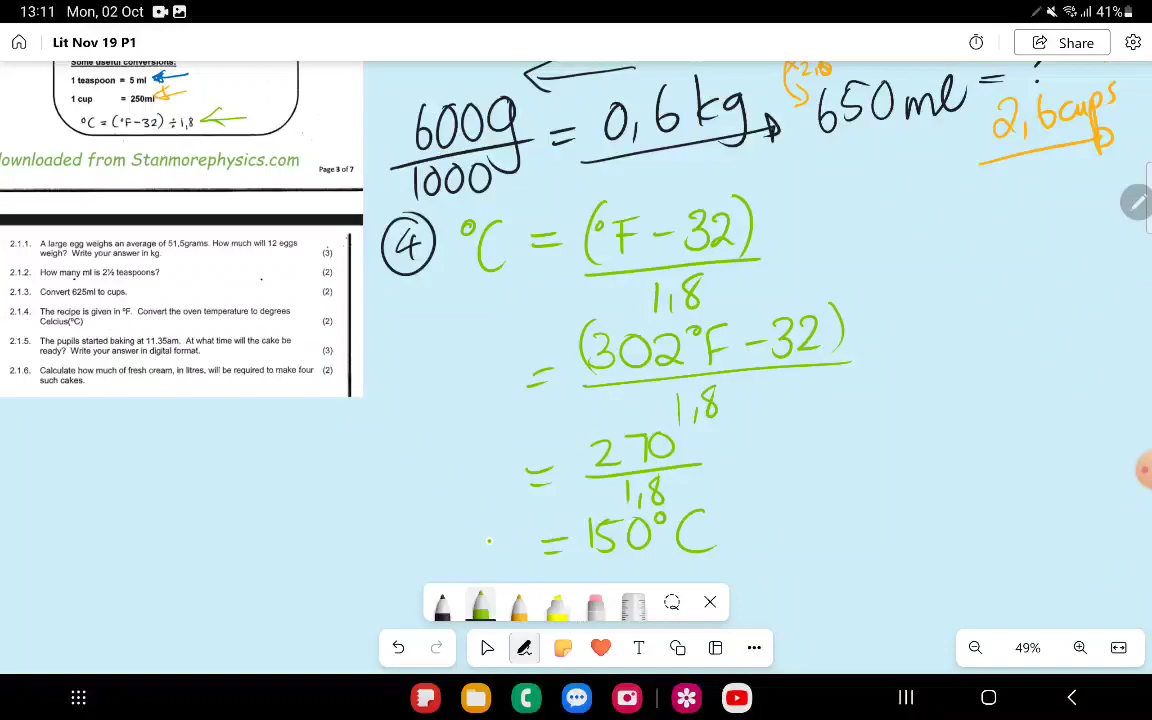 13:11 Mon, 02 Oct
41%
Lit Nov 19 P1
Share
Some useful conversions:
1 teaspoon = 5 ml
1 cup = 250ml
°C = (°F − 32) ÷ 1,8
ownloaded from Stanmorephysics.com
Page 3 of 7
2.1.1. A large egg weighs an average of 51,5grams. How much will 12 eggs
weigh? Write your answer in kg. (3)
2.1.2. How many ml is 2½ teaspoons? (2)
2.1.3. Convert 625ml to cups. (2)
2.1.4. The recipe is given in °F. Convert the oven temperature to degrees
Celcius(°C) (2)
2.1.5. The pupils started baking at 11.35am. At what time will the cake be
ready? Write your answer in digital format. (3)
2.1.6. Calculate how much of fresh cream, in litres, will be required to make four (2)
such cakes.
600g = 0,6 kg
1000
650 ml = ?
2,6 cups
④ °C = (°F − 32)
1,8
= (302°F − 32)
1,8
= 270
1,8
= 150°C
49%